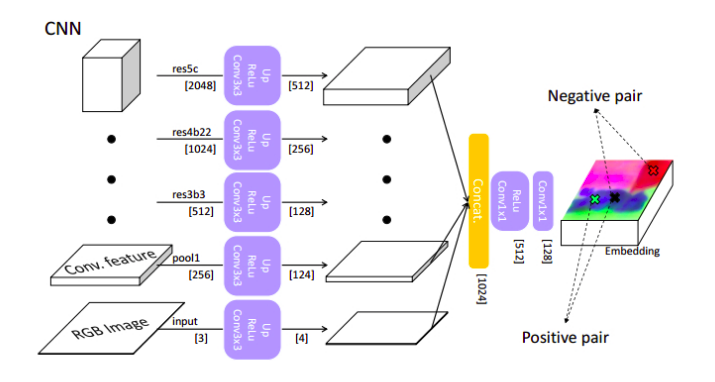 CNN
res5c
[2048]
Conv3x3
ReLu
Up
[512]
res4b22
[1024]
Conv3x3
ReLu
Up
[256]
res3b3
[512]
Conv3x3
ReLu
Up
[128]
Conv. feature
pool1
[256]
Conv3x3
ReLu
Up
[124]
RGB Image
input
[3]
Conv3x3
ReLu
Up
[4]
Concat.
[1024]
Conv1x1
ReLu
[512]
Conv1x1
[128]
Negative pair
Embedding
Positive pair